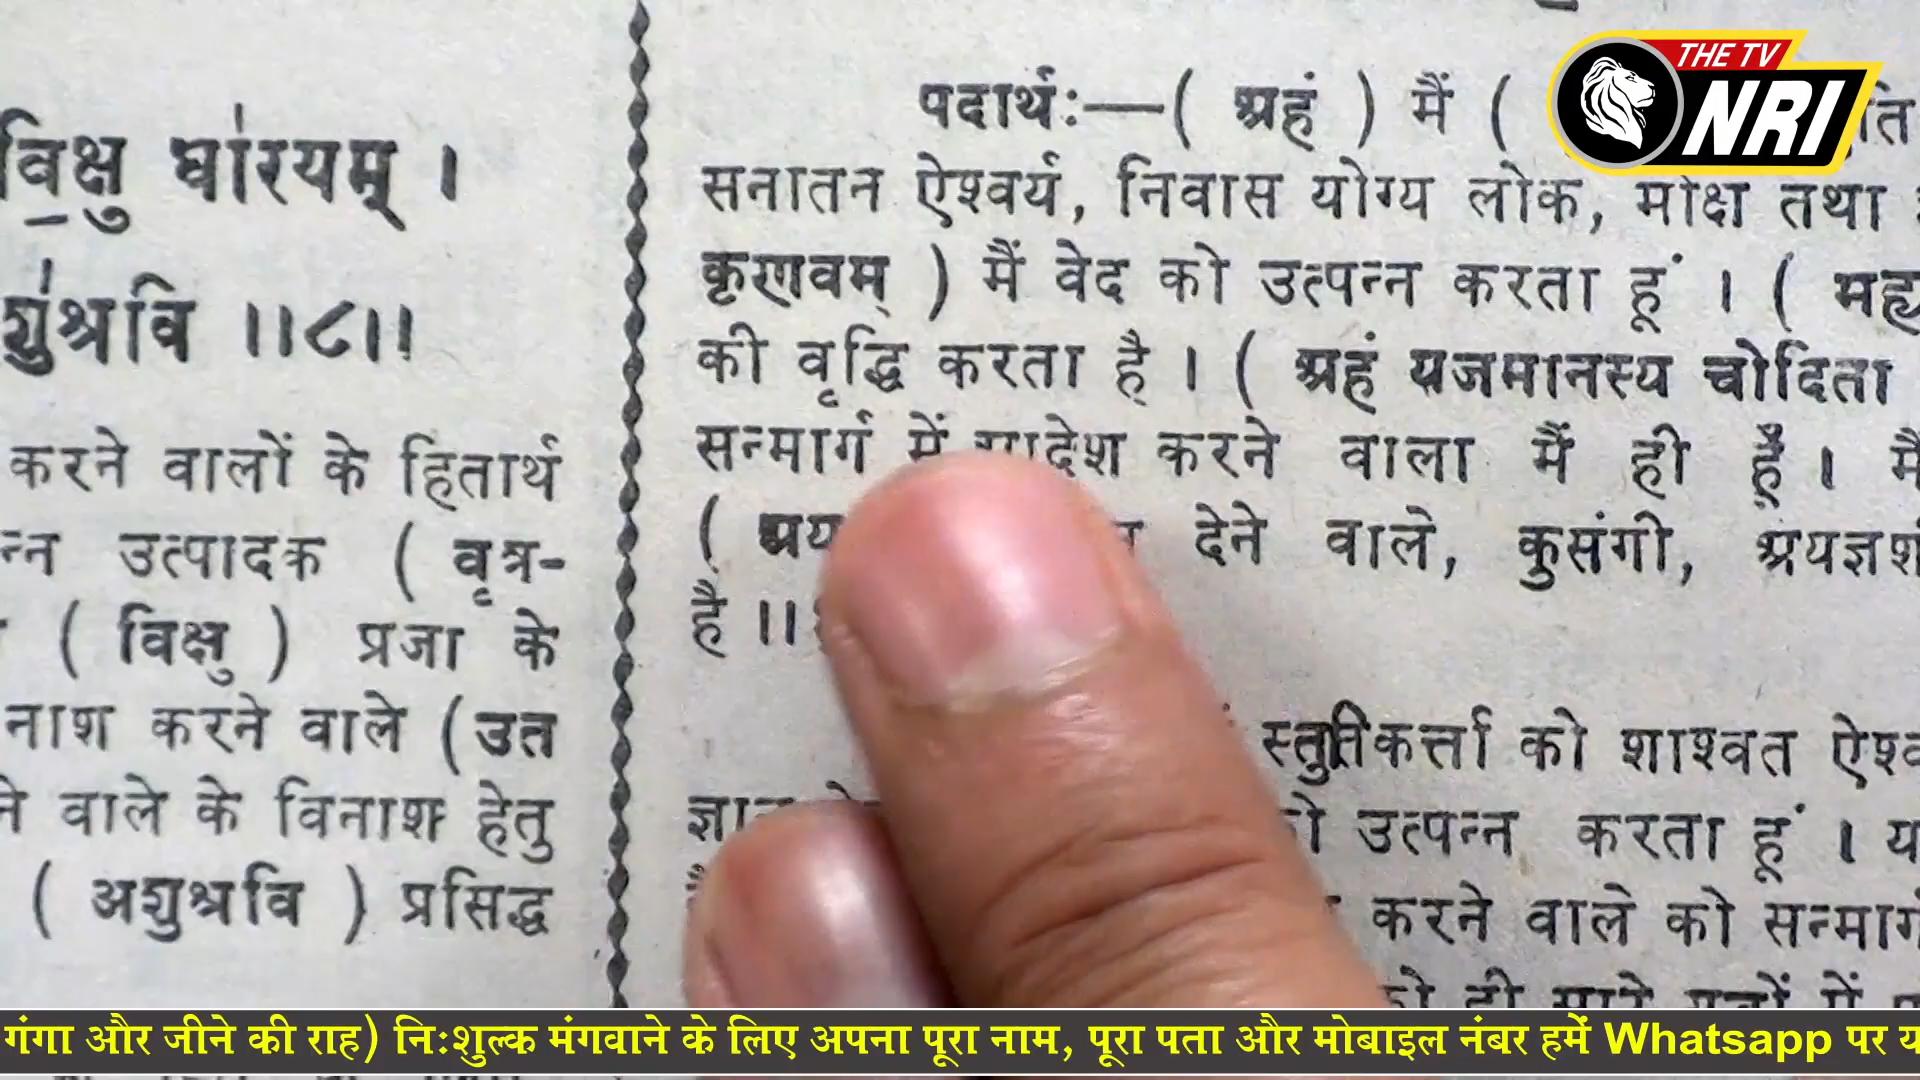 विक्षु धारयम् ।
शुश्रवि ।।८।।
करने वालों के हितार्थ
न्न उत्पादक ( वृत्र-
( विक्षु ) प्रजा के
नाश करने वाले (उत
ने वाले के विनाश हेतु
( अशुश्रवि ) प्रसिद्ध
पदार्थः—( अहं ) मैं (
सनातन ऐश्वर्य, निवास योग्य लोक, मोक्ष तथा
कृणवम् ) मैं वेद को उत्पन्न करता हूं । ( मह्य
की वृद्धि करता है । ( अहं यजमानस्य चोदिता
सन्मार्ग में आदेश करने वाला मैं ही हूँ । मैं
( अय देने वाले, कुसंगी, अयज्ञश
है ।।
स्तुतिकर्त्ता को शाश्वत ऐश्व
ज्ञान उत्पन्न करता हूं । य
करने वाले को सन्मार्ग
THE TV
NRI
गंगा और जीने की राह) नि:शुल्क मंगवाने के लिए अपना पूरा नाम, पूरा पता और मोबाइल नंबर हमें Whatsapp पर य